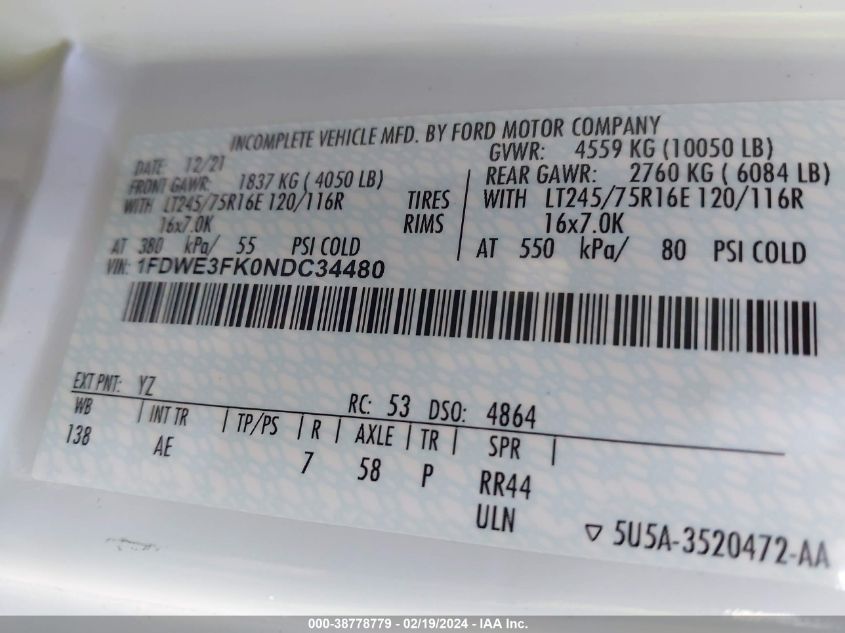 INCOMPLETE VEHICLE MFD. BY FORD MOTOR COMPANY
DATE 12/21 GVWR: 4559 KG (10050 LB)
FRONT GAWR: 1837 KG ( 4050 LB) REAR GAWR: 2760 KG ( 6084 LB)
WITH LT245/75R16E 120/116R TIRES WITH LT245/75R16E 120/116R
16x7.0K RIMS 16x7.0K
AT 380 kPa/ 55 PSI COLD AT 550 kPa/ 80 PSI COLD
VIN: 1FDWE3FK0NDC34480
EXT PNT: YZ RC: 53 DSO: 4864
WB | INT TR | TP/PS | R | AXLE | TR | SPR |
138 AE 7 58 P RR44
ULN ▽ 5U5A-3520472-AA
000-38778779 - 02/19/2024 - IAA Inc.